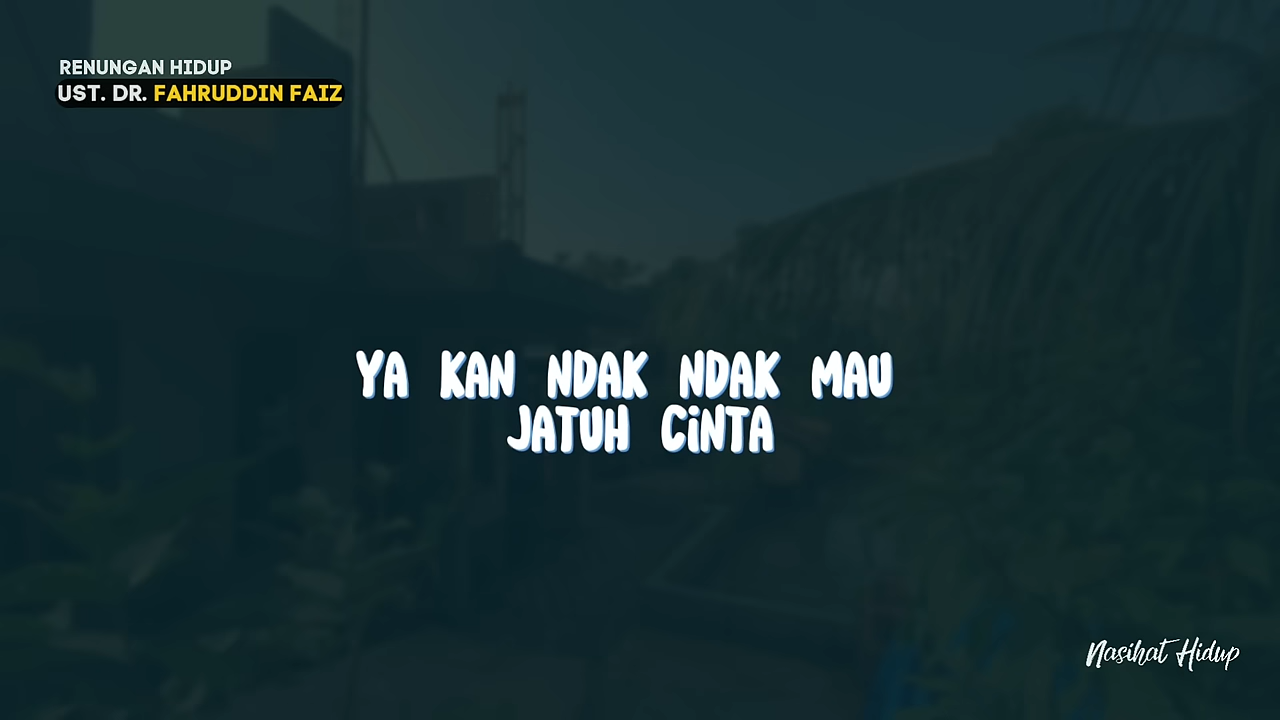 RENUNGAN HIDUP
UST. DR. FAHRUDDIN FAIZ
YA KAN NDAK NDAK MAU
JATUH CiNTA
Nasihat Hidup